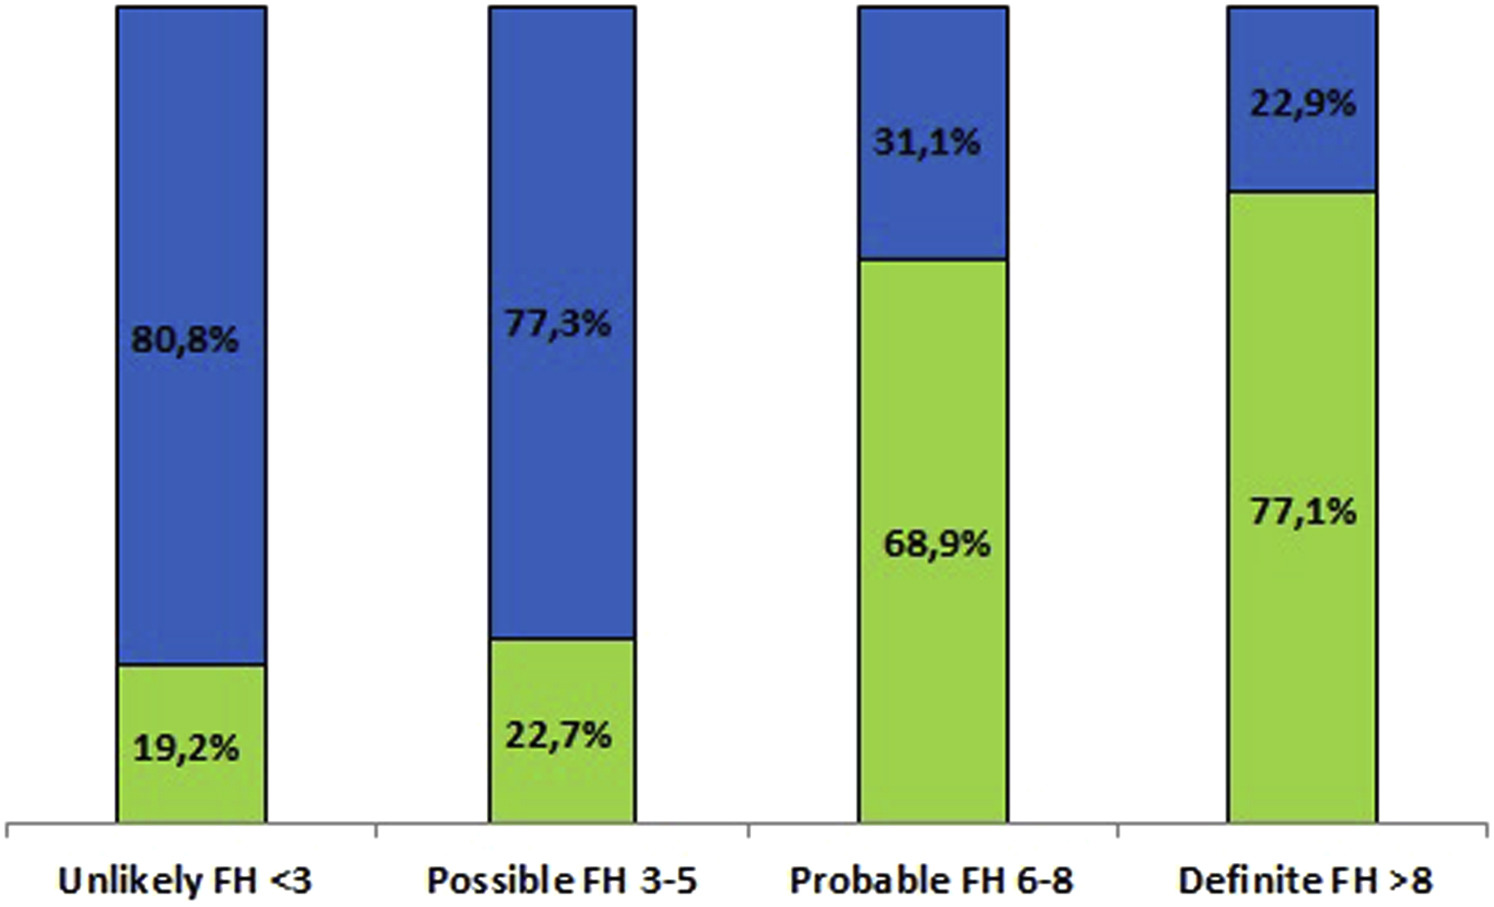 22,9%
31,1%
80,8%
77,3%
68,9%
77,1%
19,2%
22,7%
Unlikely FH <3
Possible FH 3-5
Probable FH 6-8
Definite FH >8